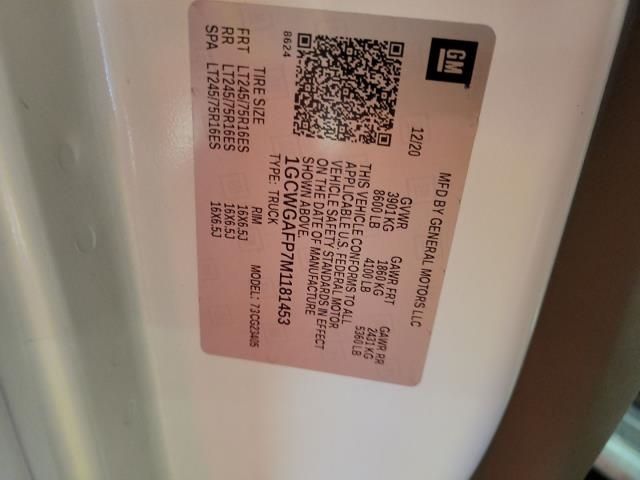 GM
MFD BY GENERAL MOTORS LLC
12/20
GVWR GAWR FRT GAWR RR
3901 KG 1860 KG 2431 KG
8600 LB 4100 LB 5360 LB
THIS VEHICLE CONFORMS TO ALL
APPLICABLE U.S. FEDERAL MOTOR
VEHICLE SAFETY STANDARDS IN EFFECT
ON THE DATE OF MANUFACTURE
SHOWN ABOVE.
1GCWGAFP7M1181453
8624
TYPE: TRUCK MODEL: 73CG23405
TIRE SIZE RIM
FRT LT245/75R16ES 16X6.5J
RR LT245/75R16ES 16X6.5J
SPA LT245/75R16ES 16X6.5J